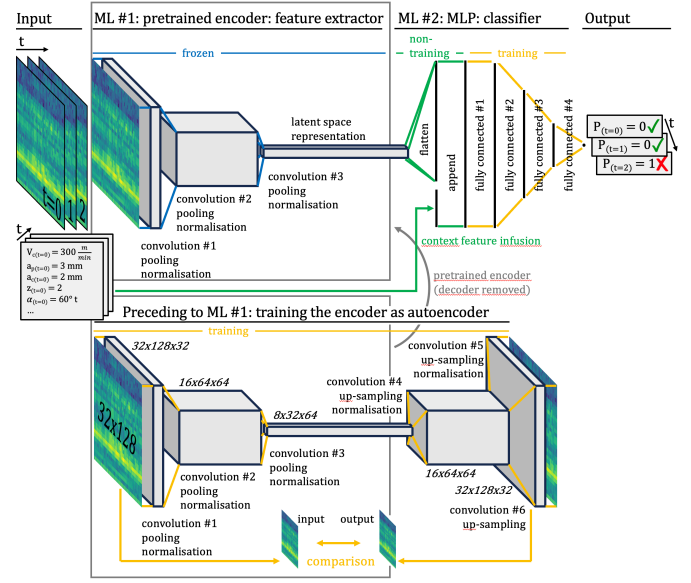 Input
ML #1: pretrained encoder: feature extractor
ML #2: MLP: classifier
Output
t
frozen
non-
training
training
latent space
representation
flatten
append
fully connected #1
fully connected #2
fully connected #3
fully connected #4
P(t=0) = 0
P(t=1) = 0
P(t=2) = 1
t
t=0
1
2
convolution #3
pooling
normalisation
convolution #2
pooling
normalisation
convolution #1
pooling
normalisation
context feature infusion
t
Vc(t=0) = 300 m/min
ap(t=0) = 3 mm
ae(t=0) = 2 mm
z(t=0) = 2
α(t=0) = 60° t
...
pretrained encoder
(decoder removed)
Preceding to ML #1: training the encoder as autoencoder
training
32x128x32
16x64x64
8x32x64
32x128
convolution #5
up-sampling
normalisation
convolution #4
up-sampling
normalisation
convolution #3
pooling
normalisation
convolution #2
pooling
normalisation
convolution #1
pooling
normalisation
16x64x64
32x128x32
convolution #6
up-sampling
input
output
comparison